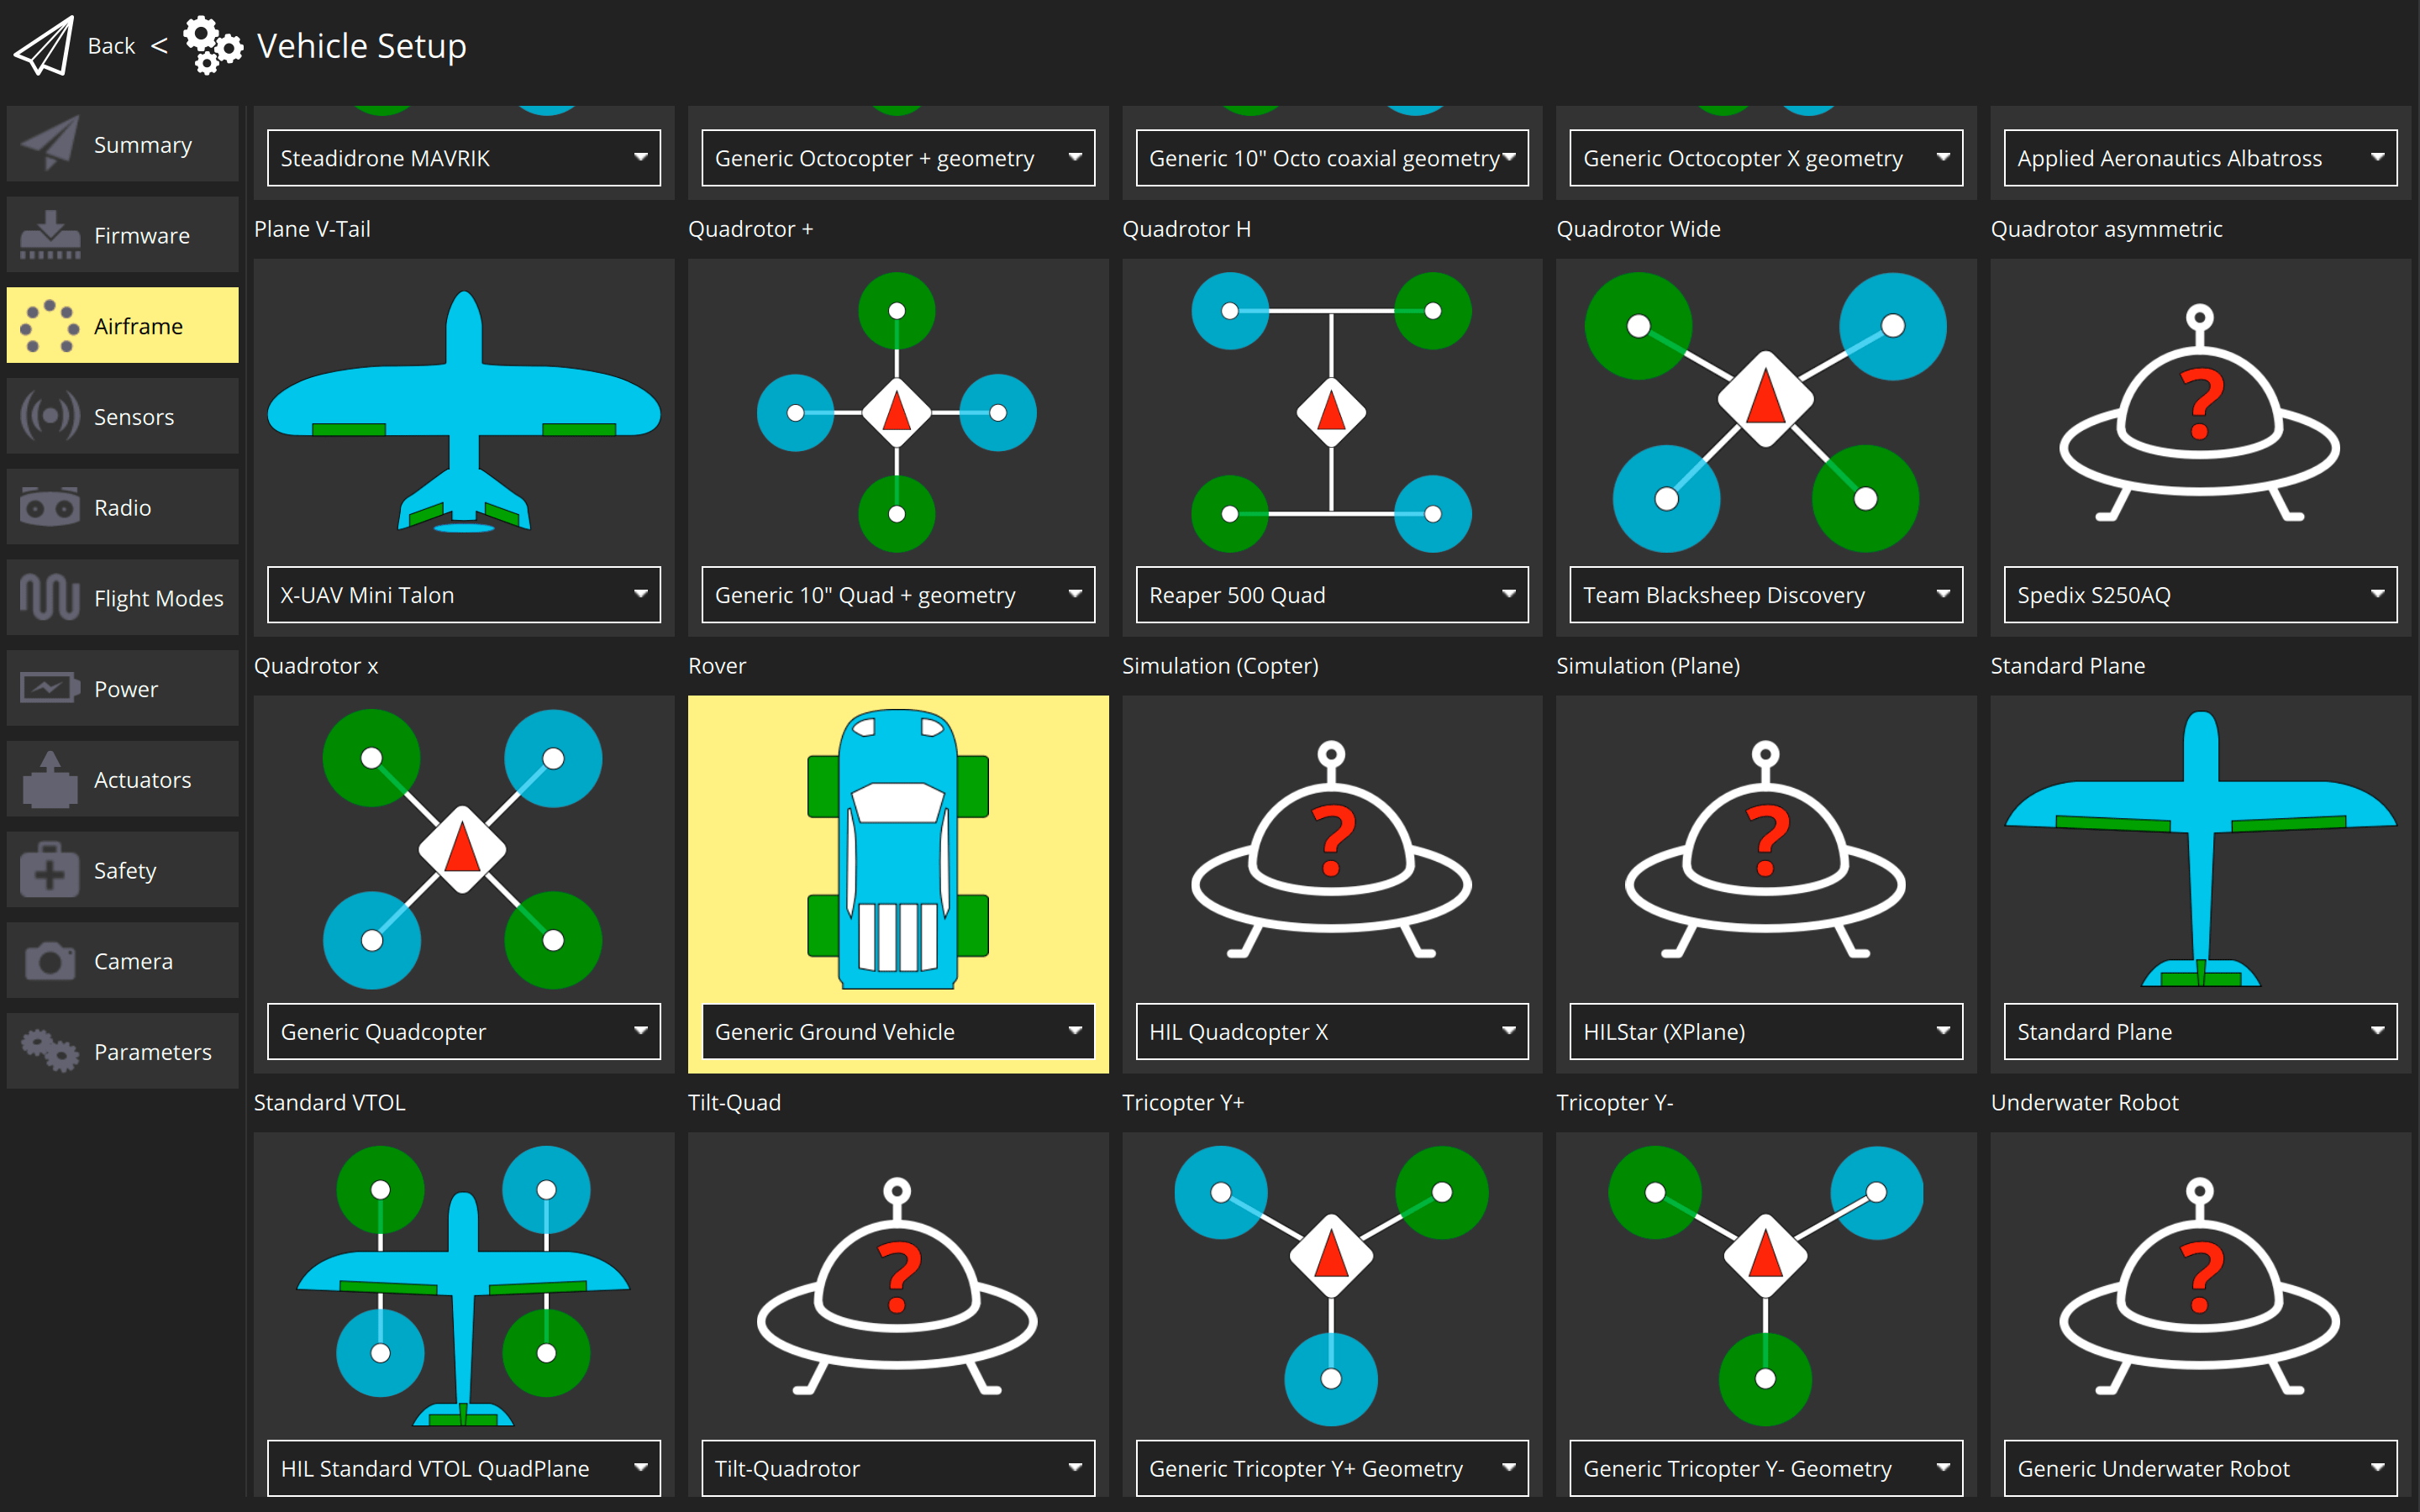 Back < Vehicle Setup
Summary
Firmware
Airframe
Sensors
Radio
Flight Modes
Power
Actuators
Safety
Camera
Parameters
Steadidrone MAVRIK
Generic Octocopter + geometry
Generic 10" Octo coaxial geometry
Generic Octocopter X geometry
Applied Aeronautics Albatross
Plane V-Tail
Quadrotor +
Quadrotor H
Quadrotor Wide
Quadrotor asymmetric
?
X-UAV Mini Talon
Generic 10" Quad + geometry
Reaper 500 Quad
Team Blacksheep Discovery
Spedix S250AQ
Quadrotor x
Rover
Simulation (Copter)
Simulation (Plane)
Standard Plane
?
?
Generic Quadcopter
Generic Ground Vehicle
HIL Quadcopter X
HILStar (XPlane)
Standard Plane
Standard VTOL
Tilt-Quad
Tricopter Y+
Tricopter Y-
Underwater Robot
?
?
HIL Standard VTOL QuadPlane
Tilt-Quadrotor
Generic Tricopter Y+ Geometry
Generic Tricopter Y- Geometry
Generic Underwater Robot